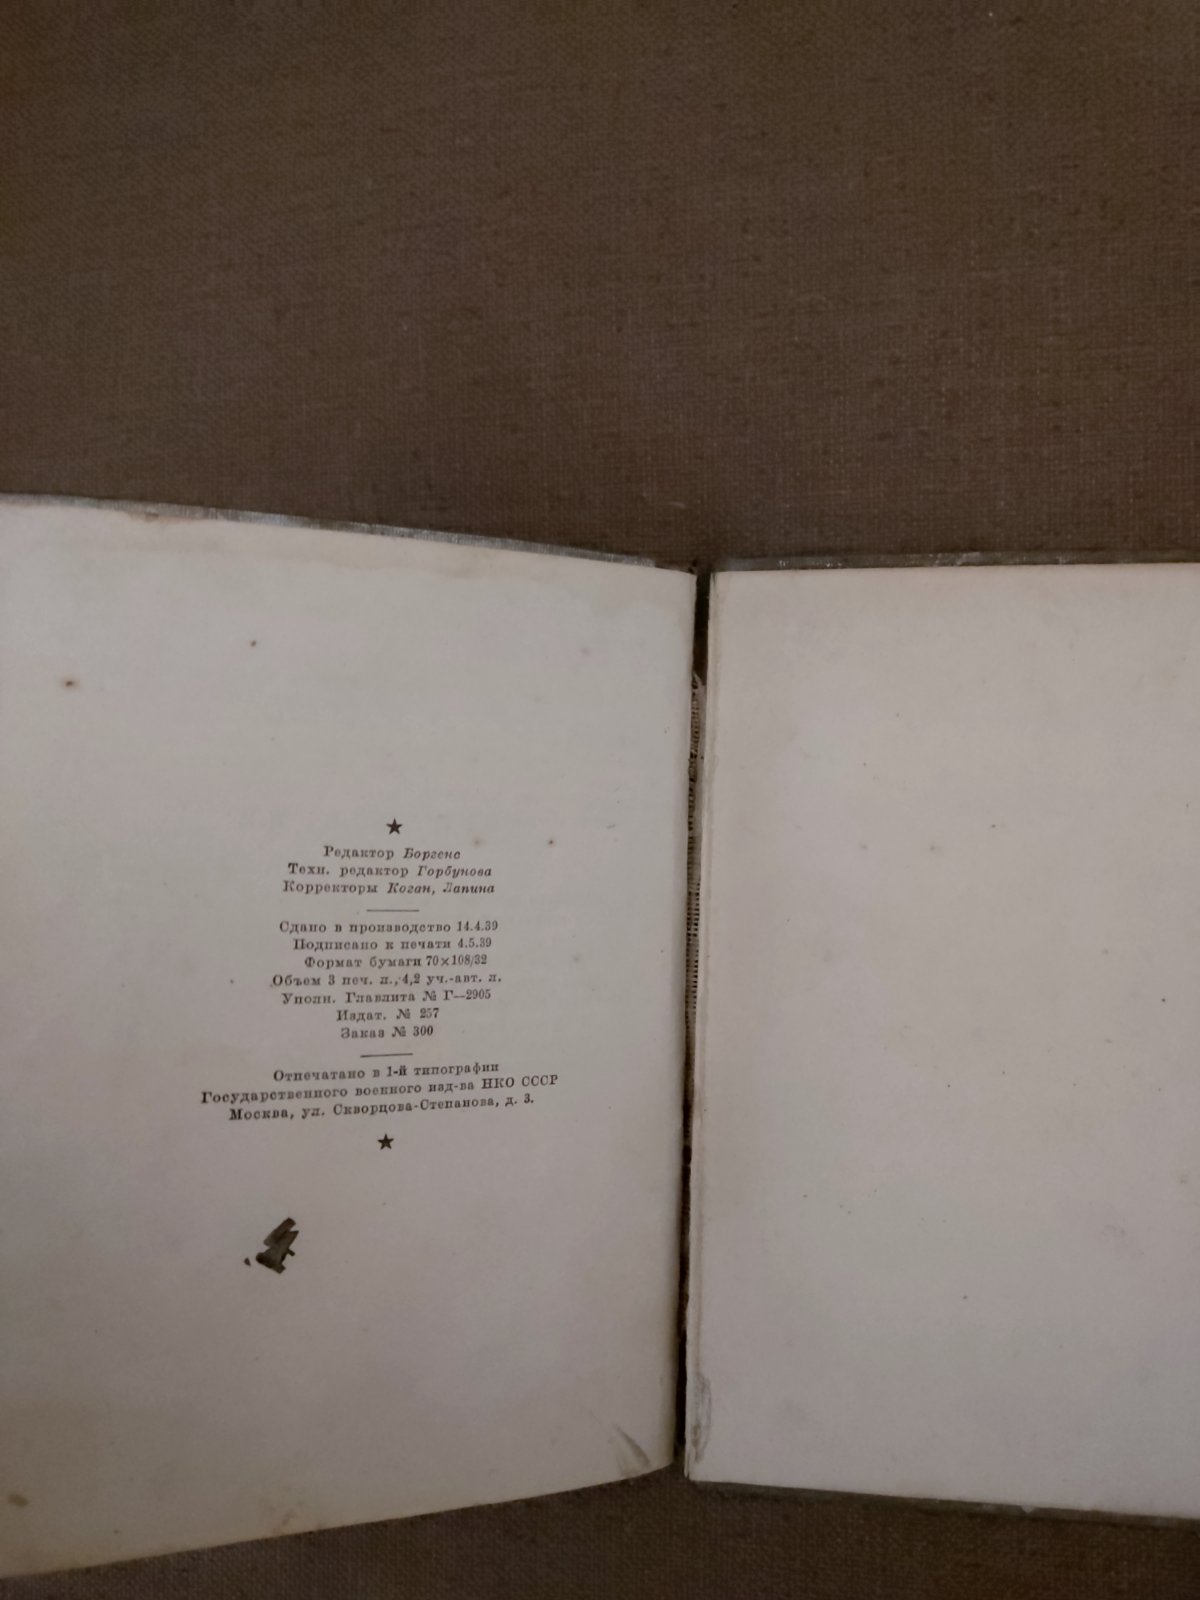 ★
Редактор Боргенс
Техн. редактор Горбунова
Корректоры Коган, Лапина
Сдано в производство 14.4.39
Подписано к печати 4.5.39
Формат бумаги 70×108/32
Объем 3 печ. л., 4,2 уч.-авт. л.
Уполн. Главлита № Г—2905
Издат. № 257
Заказ № 300
Отпечатано в 1-й типографии
Государственного военного изд-ва НКО СССР
Москва, ул. Скворцова-Степанова, д. 3.
★